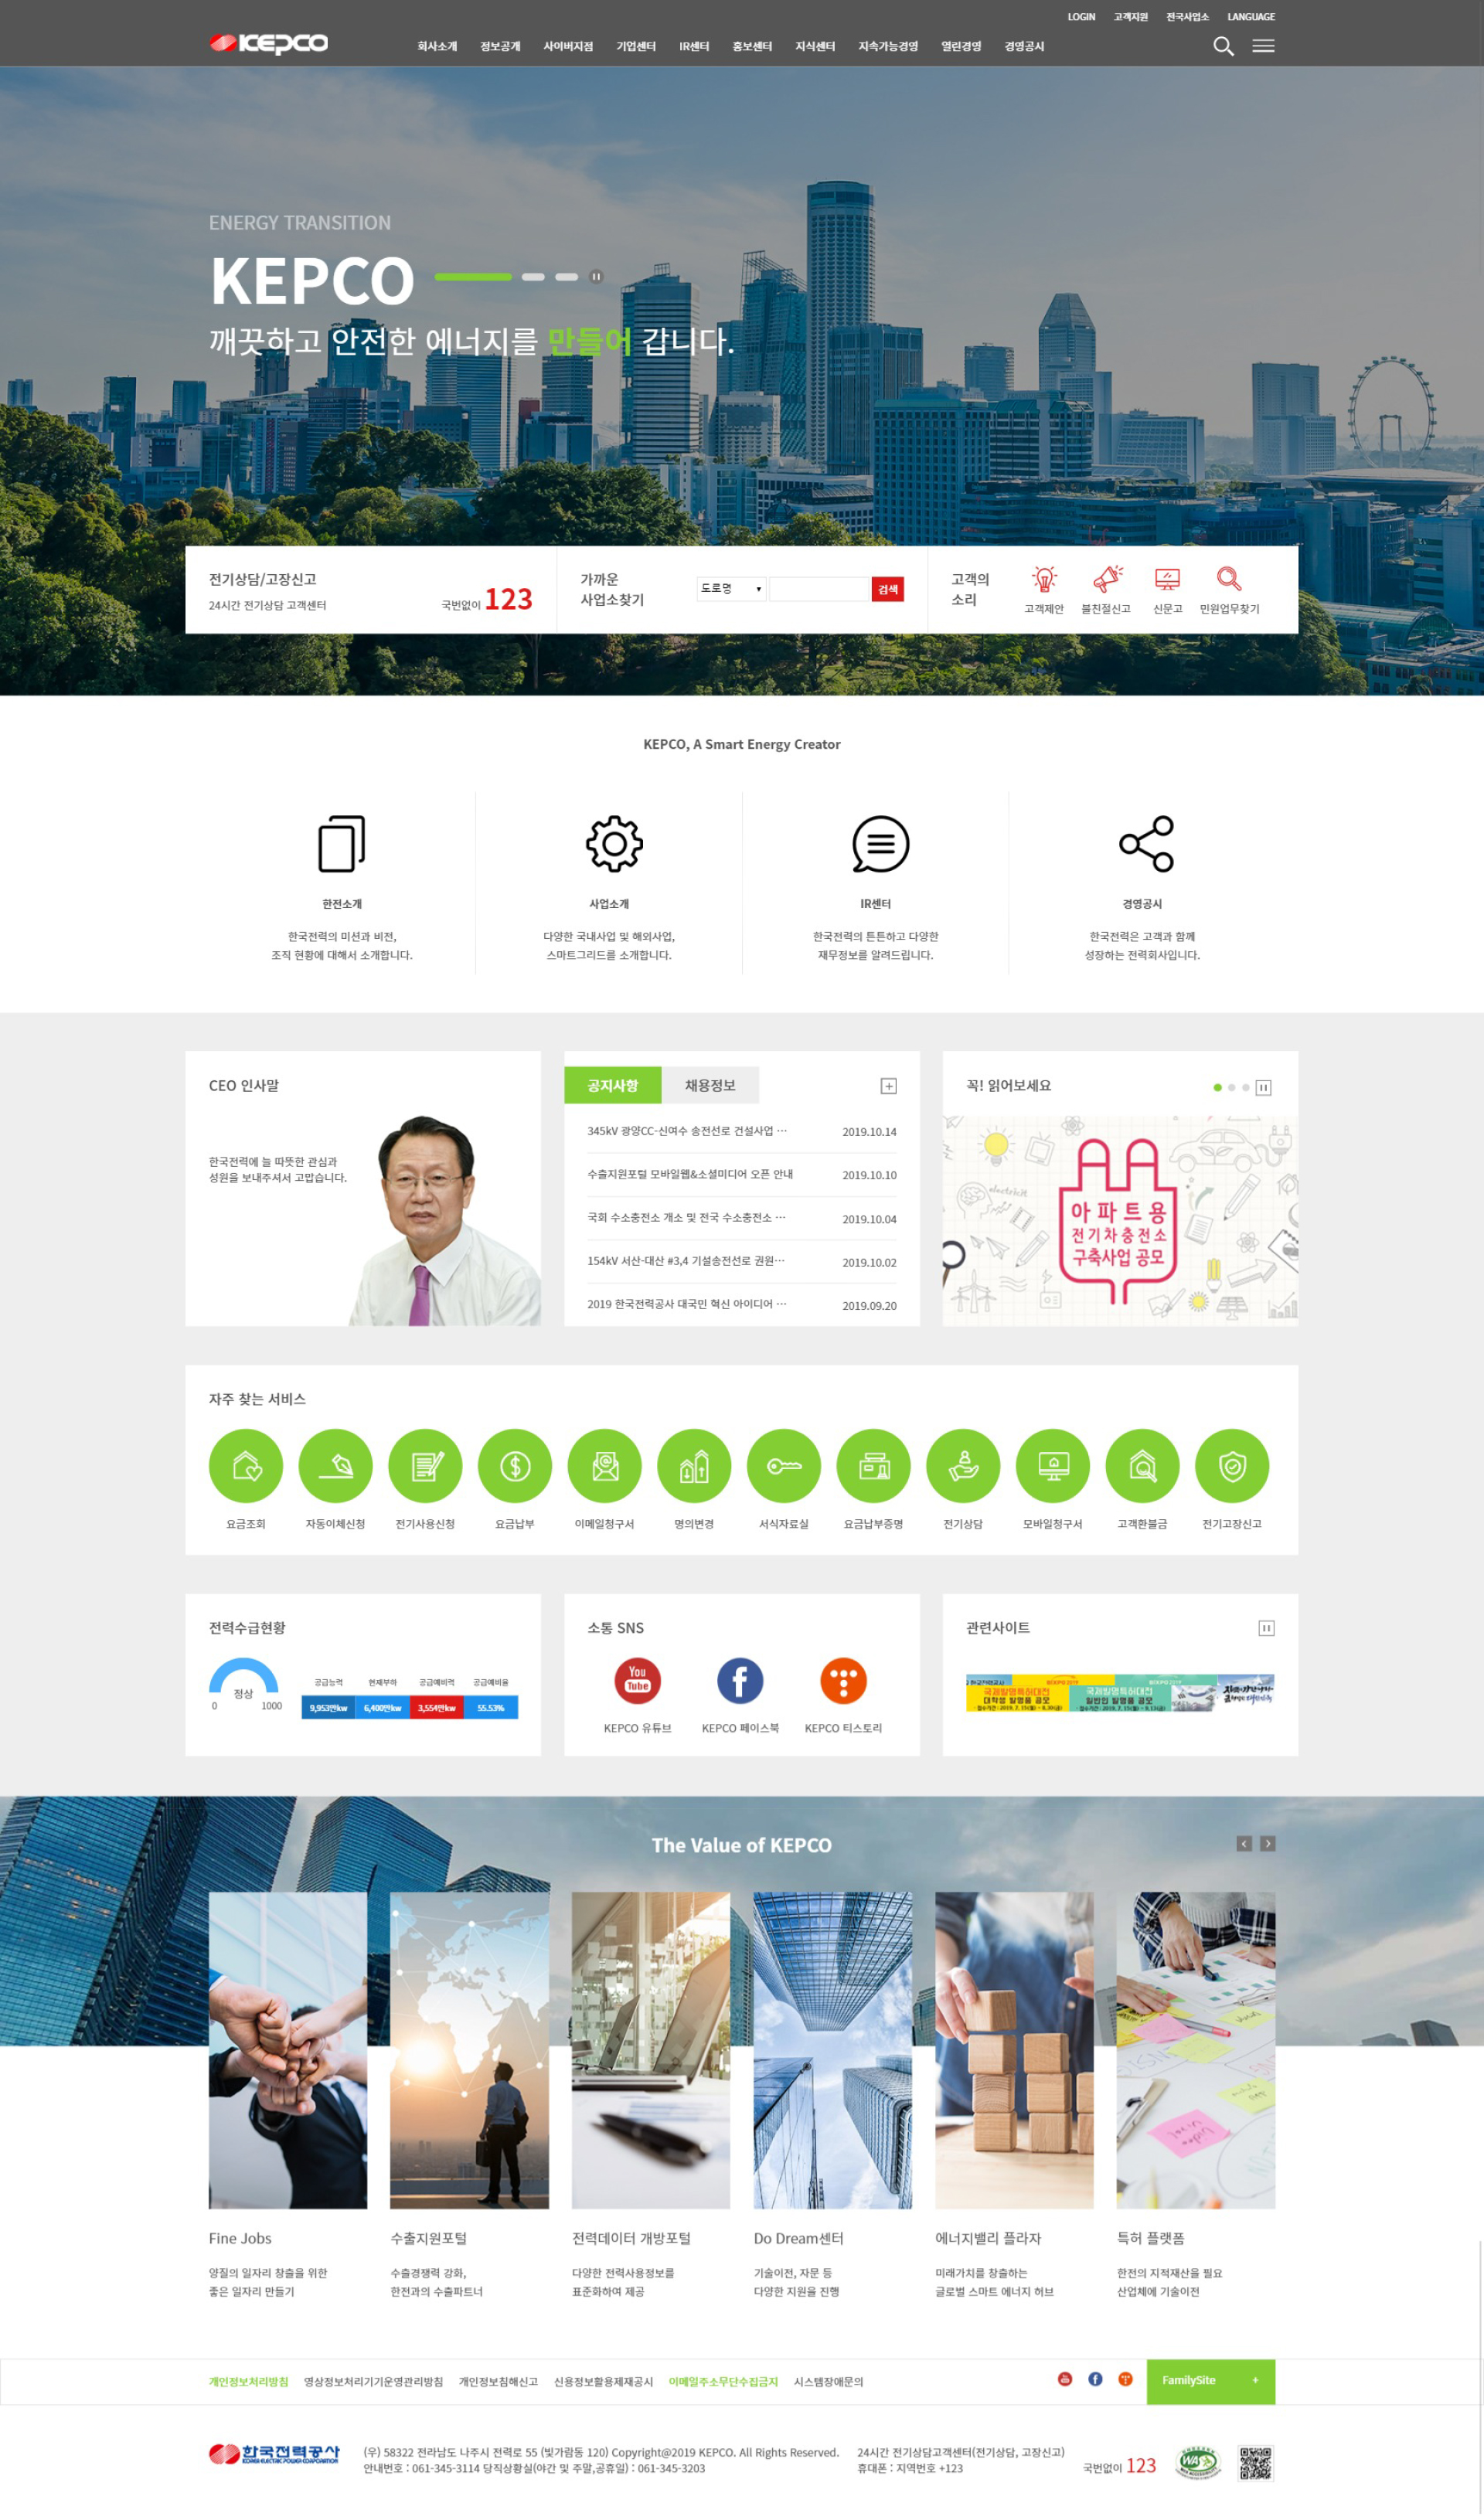 LOGIN 고객지원 전국사업소 LANGUAGE
KEPCO
회사소개 정보공개 사이버지점 기업센터 IR센터 홍보센터 지식센터 지속가능경영 열린경영 경영공시
ENERGY TRANSITION
KEPCO
깨끗하고 안전한 에너지를 만들어 갑니다.
전기상담/고장신고
24시간 전기상담 고객센터
국번없이 123
가까운
사업소찾기
도로명
검색
고객의
소리
고객제안 불친절신고 신문고 민원업무찾기
KEPCO, A Smart Energy Creator
한전소개
한국전력의 미션과 비전,
조직 현황에 대해서 소개합니다.
사업소개
다양한 국내사업 및 해외사업,
스마트그리드를 소개합니다.
IR센터
한국전력의 튼튼하고 다양한
재무정보를 알려드립니다.
경영공시
한국전력은 고객과 함께
성장하는 전력회사입니다.
CEO 인사말
한국전력에 늘 따뜻한 관심과
성원을 보내주셔서 고맙습니다.
공지사항 채용정보
345kV 광양CC-신여수 송전선로 건설사업 ··· 2019.10.14
수출지원포털 모바일웹&소셜미디어 오픈 안내 2019.10.10
국회 수소충전소 개소 및 전국 수소충전소 ··· 2019.10.04
154kV 서산-대산 #3,4 기설송전선로 권원··· 2019.10.02
2019 한국전력공사 대국민 혁신 아이디어 ··· 2019.09.20
꼭! 읽어보세요
electricit
아파트용
전기차충전소
구축사업 공모
자주 찾는 서비스
요금조회 자동이체신청 전기사용신청 요금납부 이메일청구서 명의변경 서식자료실 요금납부증명 전기상담 모바일청구서 고객환불금 전기고장신고
전력수급현황
정상
0 1000
공급능력 현재부하 공급예비력 공급예비율
9,953만kw 6,400만kw 3,554만kw 55.53%
소통 SNS
You
Tube
KEPCO 유튜브 KEPCO 페이스북 KEPCO 티스토리
관련사이트
국제발명특허대전
대학생 발명품 공모
국제발명특허대전
일반인 발명품 공모
The Value of KEPCO
Fine Jobs
양질의 일자리 창출을 위한
좋은 일자리 만들기
수출지원포털
수출경쟁력 강화,
한전과의 수출파트너
전력데이터 개방포털
다양한 전력사용정보를
표준화하여 제공
Do Dream센터
기술이전, 자문 등
다양한 지원을 진행
에너지밸리 플라자
미래가치를 창출하는
글로벌 스마트 에너지 허브
특허 플랫폼
한전의 지적재산을 필요
산업체에 기술이전
개인정보처리방침 영상정보처리기기운영관리방침 개인정보침해신고 신용정보활용제재공시 이메일주소무단수집금지 시스템장애문의
FamilySite +
한국전력공사
KOREA ELECTRIC POWER CORPORATION
(우) 58322 전라남도 나주시 전력로 55 (빛가람동 120) Copyright@2019 KEPCO. All Rights Reserved.
안내번호 : 061-345-3114 당직상황실(야간 및 주말,공휴일) : 061-345-3203
24시간 전기상담고객센터(전기상담, 고장신고)
휴대폰 : 지역번호 +123
국번없이 123
WA